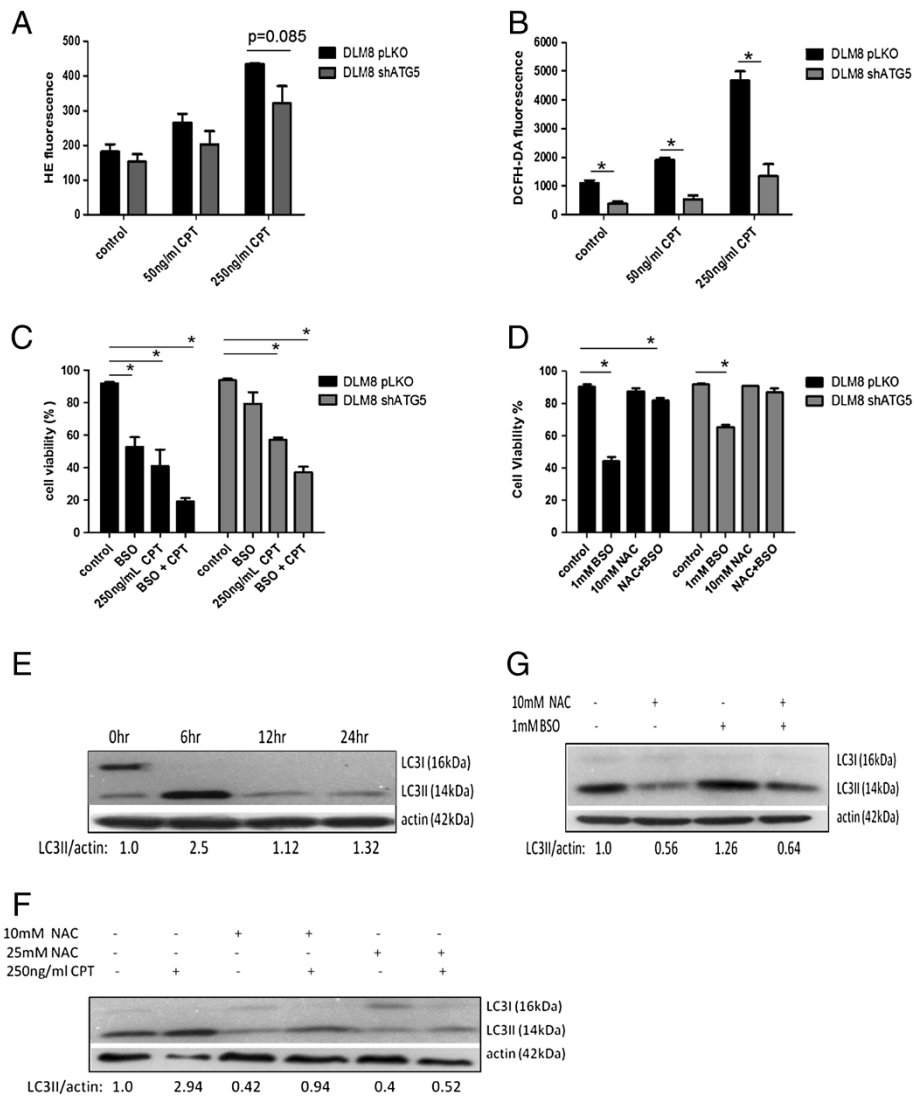 A
HE fluorescence
500
400
300
200
100
0
p=0.085
DLM8 pLKO
DLM8 shATG5
control
50ng/ml CPT
250ng/ml CPT
B
DCFH-DA fluorescence
6000
5000
4000
3000
2000
1000
0
*
*
*
DLM8 pLKO
DLM8 shATG5
control
50ng/ml CPT
250ng/ml CPT
C
cell viability (%)
100
80
60
40
20
0
*
*
*
*
*
DLM8 pLKO
DLM8 shATG5
control
BSO
250ng/mL CPT
BSO + CPT
control
BSO
250ng/mL CPT
BSO + CPT
D
Cell Viability %
100
80
60
40
20
0
*
*
*
DLM8 pLKO
DLM8 shATG5
control
1mM BSO
10mM NAC
NAC+BSO
control
1mM BSO
10mM NAC
NAC+BSO
E
0hr 6hr 12hr 24hr
LC3I (16kDa)
LC3II (14kDa)
actin (42kDa)
LC3II/actin: 1.0 2.5 1.12 1.32
G
10mM NAC - + - +
1mM BSO - - + +
LC3I (16kDa)
LC3II (14kDa)
actin (42kDa)
LC3II/actin: 1.0 0.56 1.26 0.64
F
10mM NAC - - + + - -
25mM NAC - - - - + +
250ng/ml CPT - + - + - +
LC3I (16kDa)
LC3II (14kDa)
actin (42kDa)
LC3II/actin: 1.0 2.94 0.42 0.94 0.4 0.52